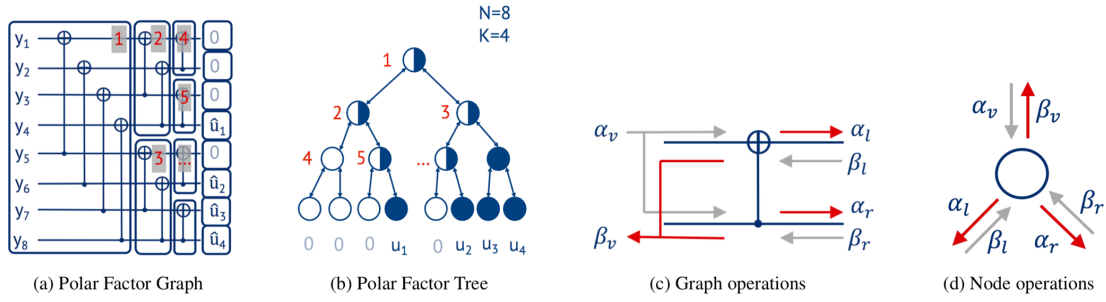 y1 1 2 4 0
y2 0
y3 5 0
y4 û1
y5 3 ... 0
y6 û2
y7 û3
y8 û4
(a) Polar Factor Graph
N=8
K=4
1
2 3
4 5 ...
0 0 0 u1 0 u2 u3 u4
(b) Polar Factor Tree
αv αl
βl
αr
βv βr
(c) Graph operations
αv βv
αl βl αr βr
(d) Node operations